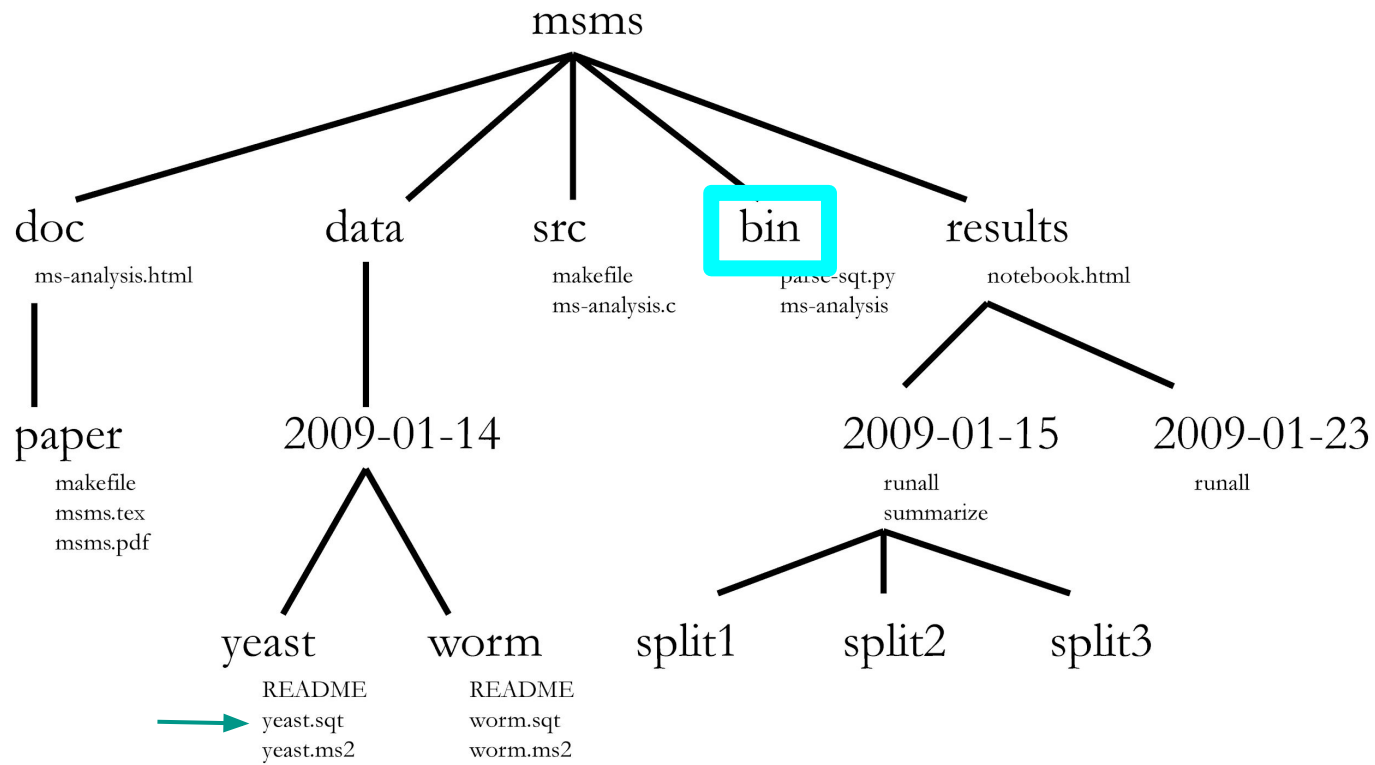 msms
doc data src bin results
ms-analysis.html makefile parse-sqt.py notebook.html
ms-analysis.c ms-analysis
paper 2009-01-14 2009-01-15 2009-01-23
makefile runall runall
msms.tex summarize
msms.pdf
yeast worm split1 split2 split3
README README
yeast.sqt worm.sqt
yeast.ms2 worm.ms2